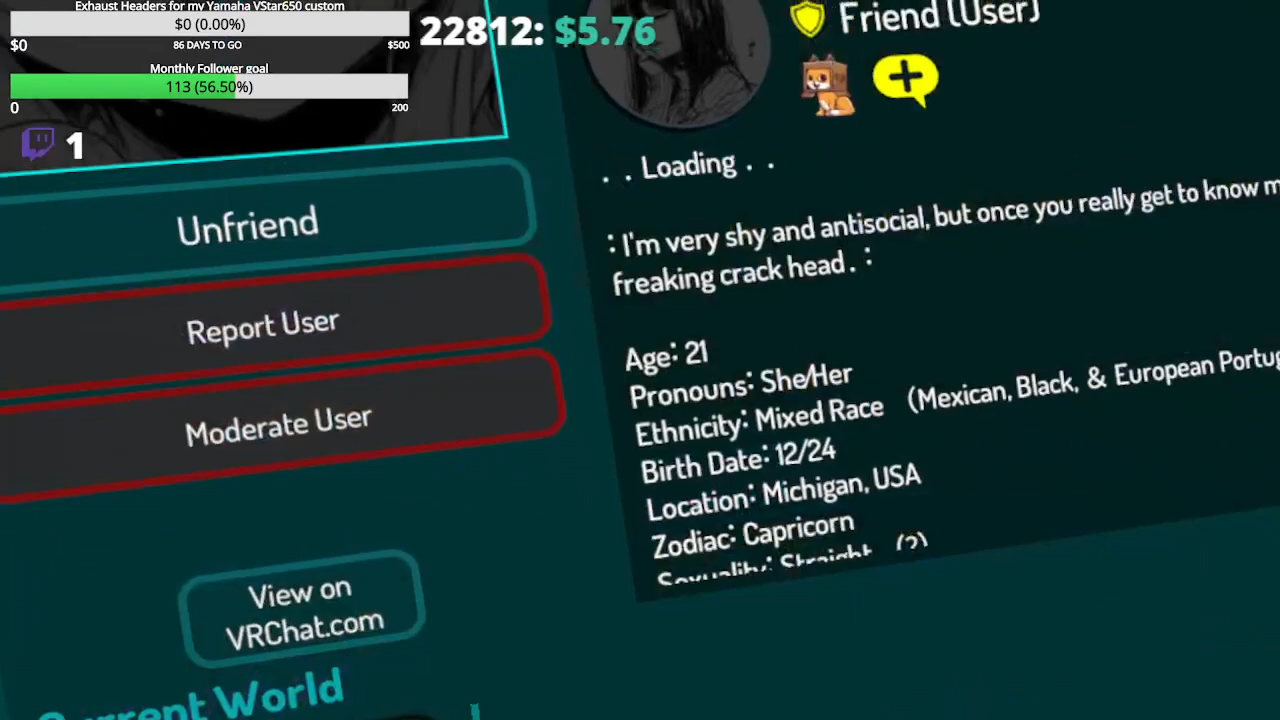 Exhaust Headers for my Yamaha VStar650 custom
$0 (0.00%)
$0
86 DAYS TO GO
$500
22812: $5.76
Monthly Follower goal
113 (56.50%)
0
200
1
Friend (User)
. . Loading . .
: I'm very shy and antisocial, but once you really get to know
freaking crack head . :
Age: 21
Pronouns: She/Her
Ethnicity: Mixed Race (Mexican, Black, & European
Birth Date: 12/24
Location: Michigan, USA
Zodiac: Capricorn
Sexuality: Straight (?)
Unfriend
Report User
Moderate User
View on
VRChat.com
Current World